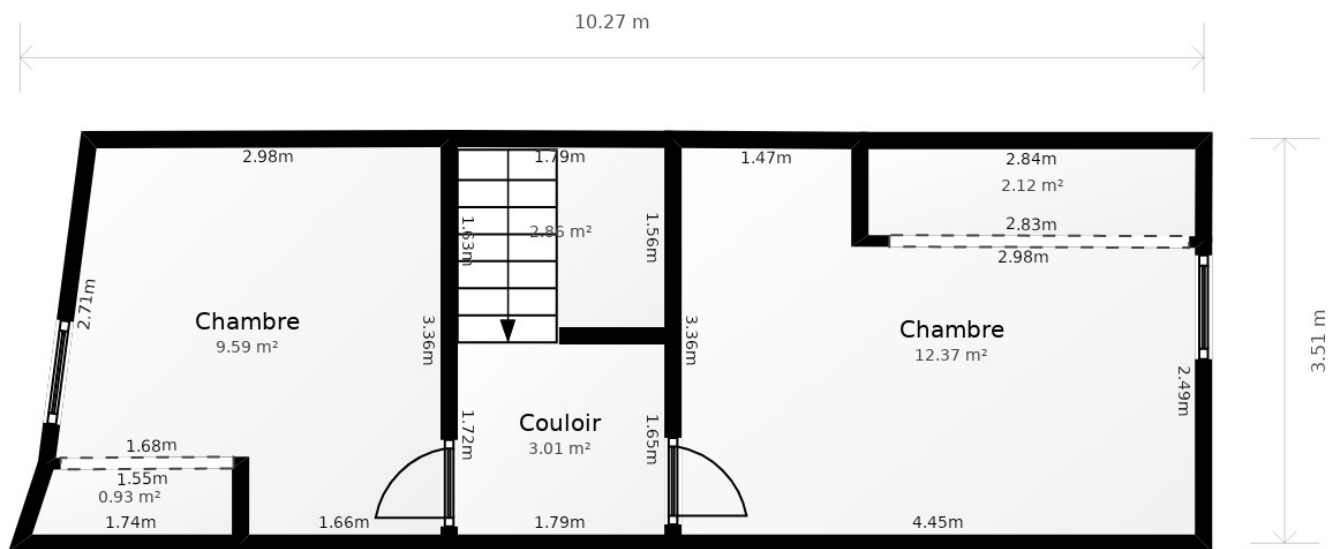 10.27 m
2.98m
1.79m
1.47m
2.84m
2.12 m²
2.83m
2.98m
1.63m
2.86 m²
1.56m
2.71m
Chambre
9.59 m²
3.36m
3.36m
Chambre
12.37 m²
3.51 m
2.49m
1.72m
Couloir
3.01 m²
1.65m
1.68m
1.55m
0.93 m²
1.74m
1.66m
1.79m
4.45m